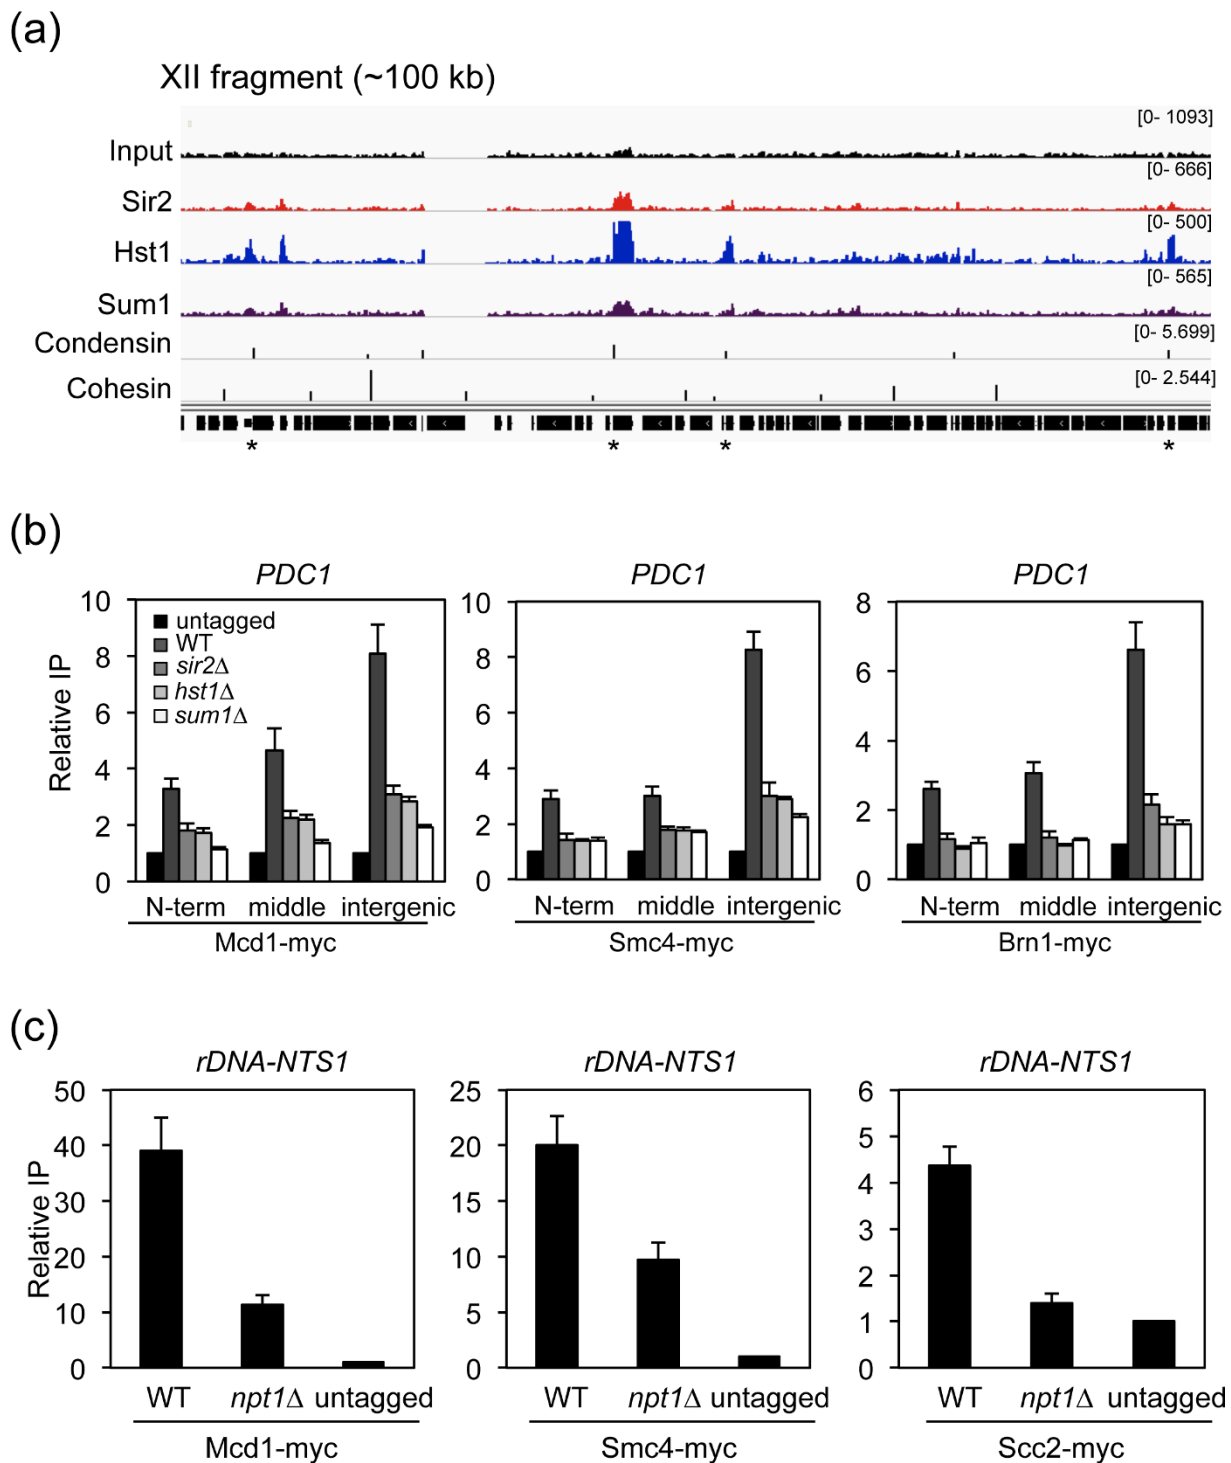 (a)
XII fragment (~100 kb)
Input [0- 1093]
Sir2 [0- 666]
Hst1 [0- 500]
Sum1 [0- 565]
Condensin [0- 5.699]
Cohesin [0- 2.544]
* * * *
(b)
PDC1 PDC1 PDC1
Relative IP
10 8 6 4 2 0
untagged
WT
sir2Δ
hst1Δ
sum1Δ
10 8 6 4 2 0
8 6 4 2 0
N-term middle intergenic N-term middle intergenic N-term middle intergenic
Mcd1-myc Smc4-myc Brn1-myc
(c)
rDNA-NTS1 rDNA-NTS1 rDNA-NTS1
Relative IP
50 40 30 20 10 0
25 20 15 10 5 0
6 5 4 3 2 1 0
WT npt1Δ untagged WT npt1Δ untagged WT npt1Δ untagged
Mcd1-myc Smc4-myc Scc2-myc